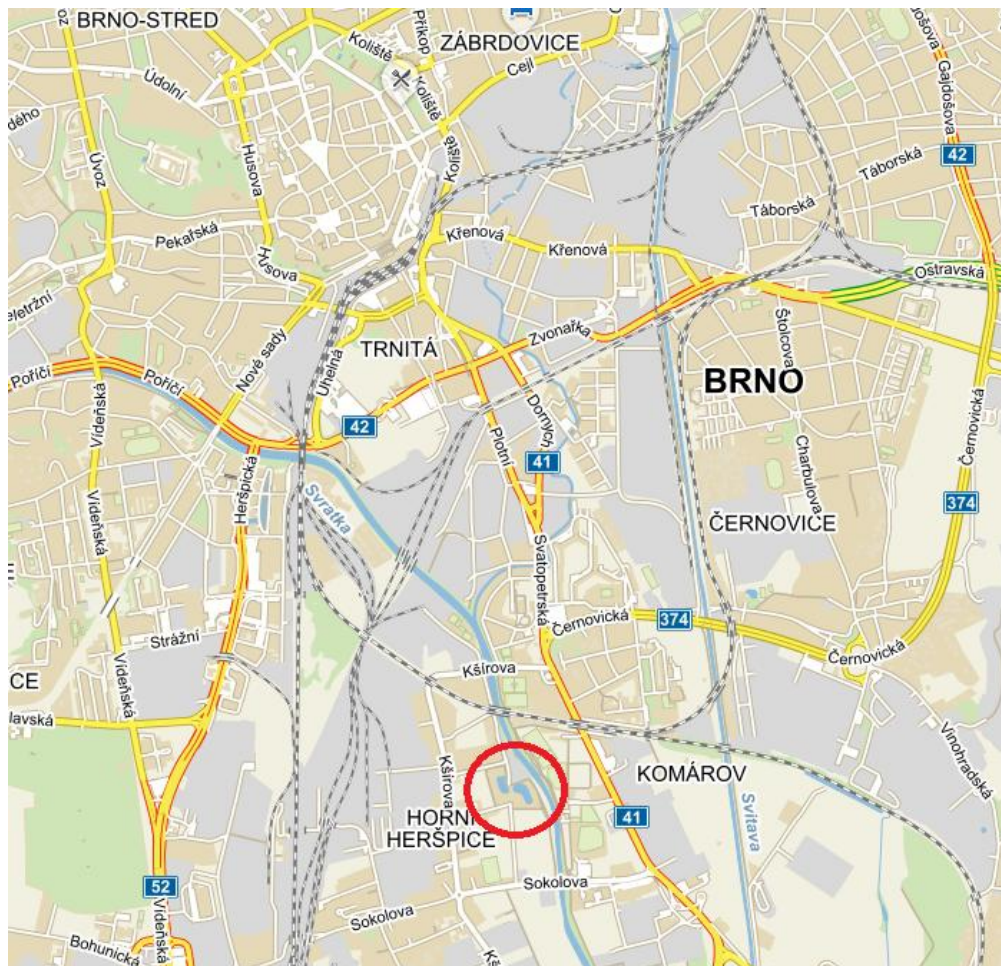 BRNO-STŘED
Příkop
Koliště
ZÁBRDOVICE
Cejl
Gajdošova
Gajdošova
Údolní
Koliště
Úvoz
Husova
Koliště
42
Táborská
Táborská
Pekařská
Křenová
Křenová
Husova
Ostravská
Zvonařka
TRNITÁ
Nové sady
Uhelná
Štolcova
Poříčí
Poříčí
BRNO
Vídeňská
Dornych
42
Plotní
41
Heršpická
Charbulova
Černovická
Svratka
374
Vídeňská
ČERNOVICE
Svatopetrská
Černovická
374
Strážní
Černovická
Kšírova
Vídeňská
CE
lavská
Vinohradská
Kšírova
KOMÁROV
Svitava
HORNÍ
HERŠPICE
41
52
Sokolova
Vídeňská
Sokolova
Bohunická